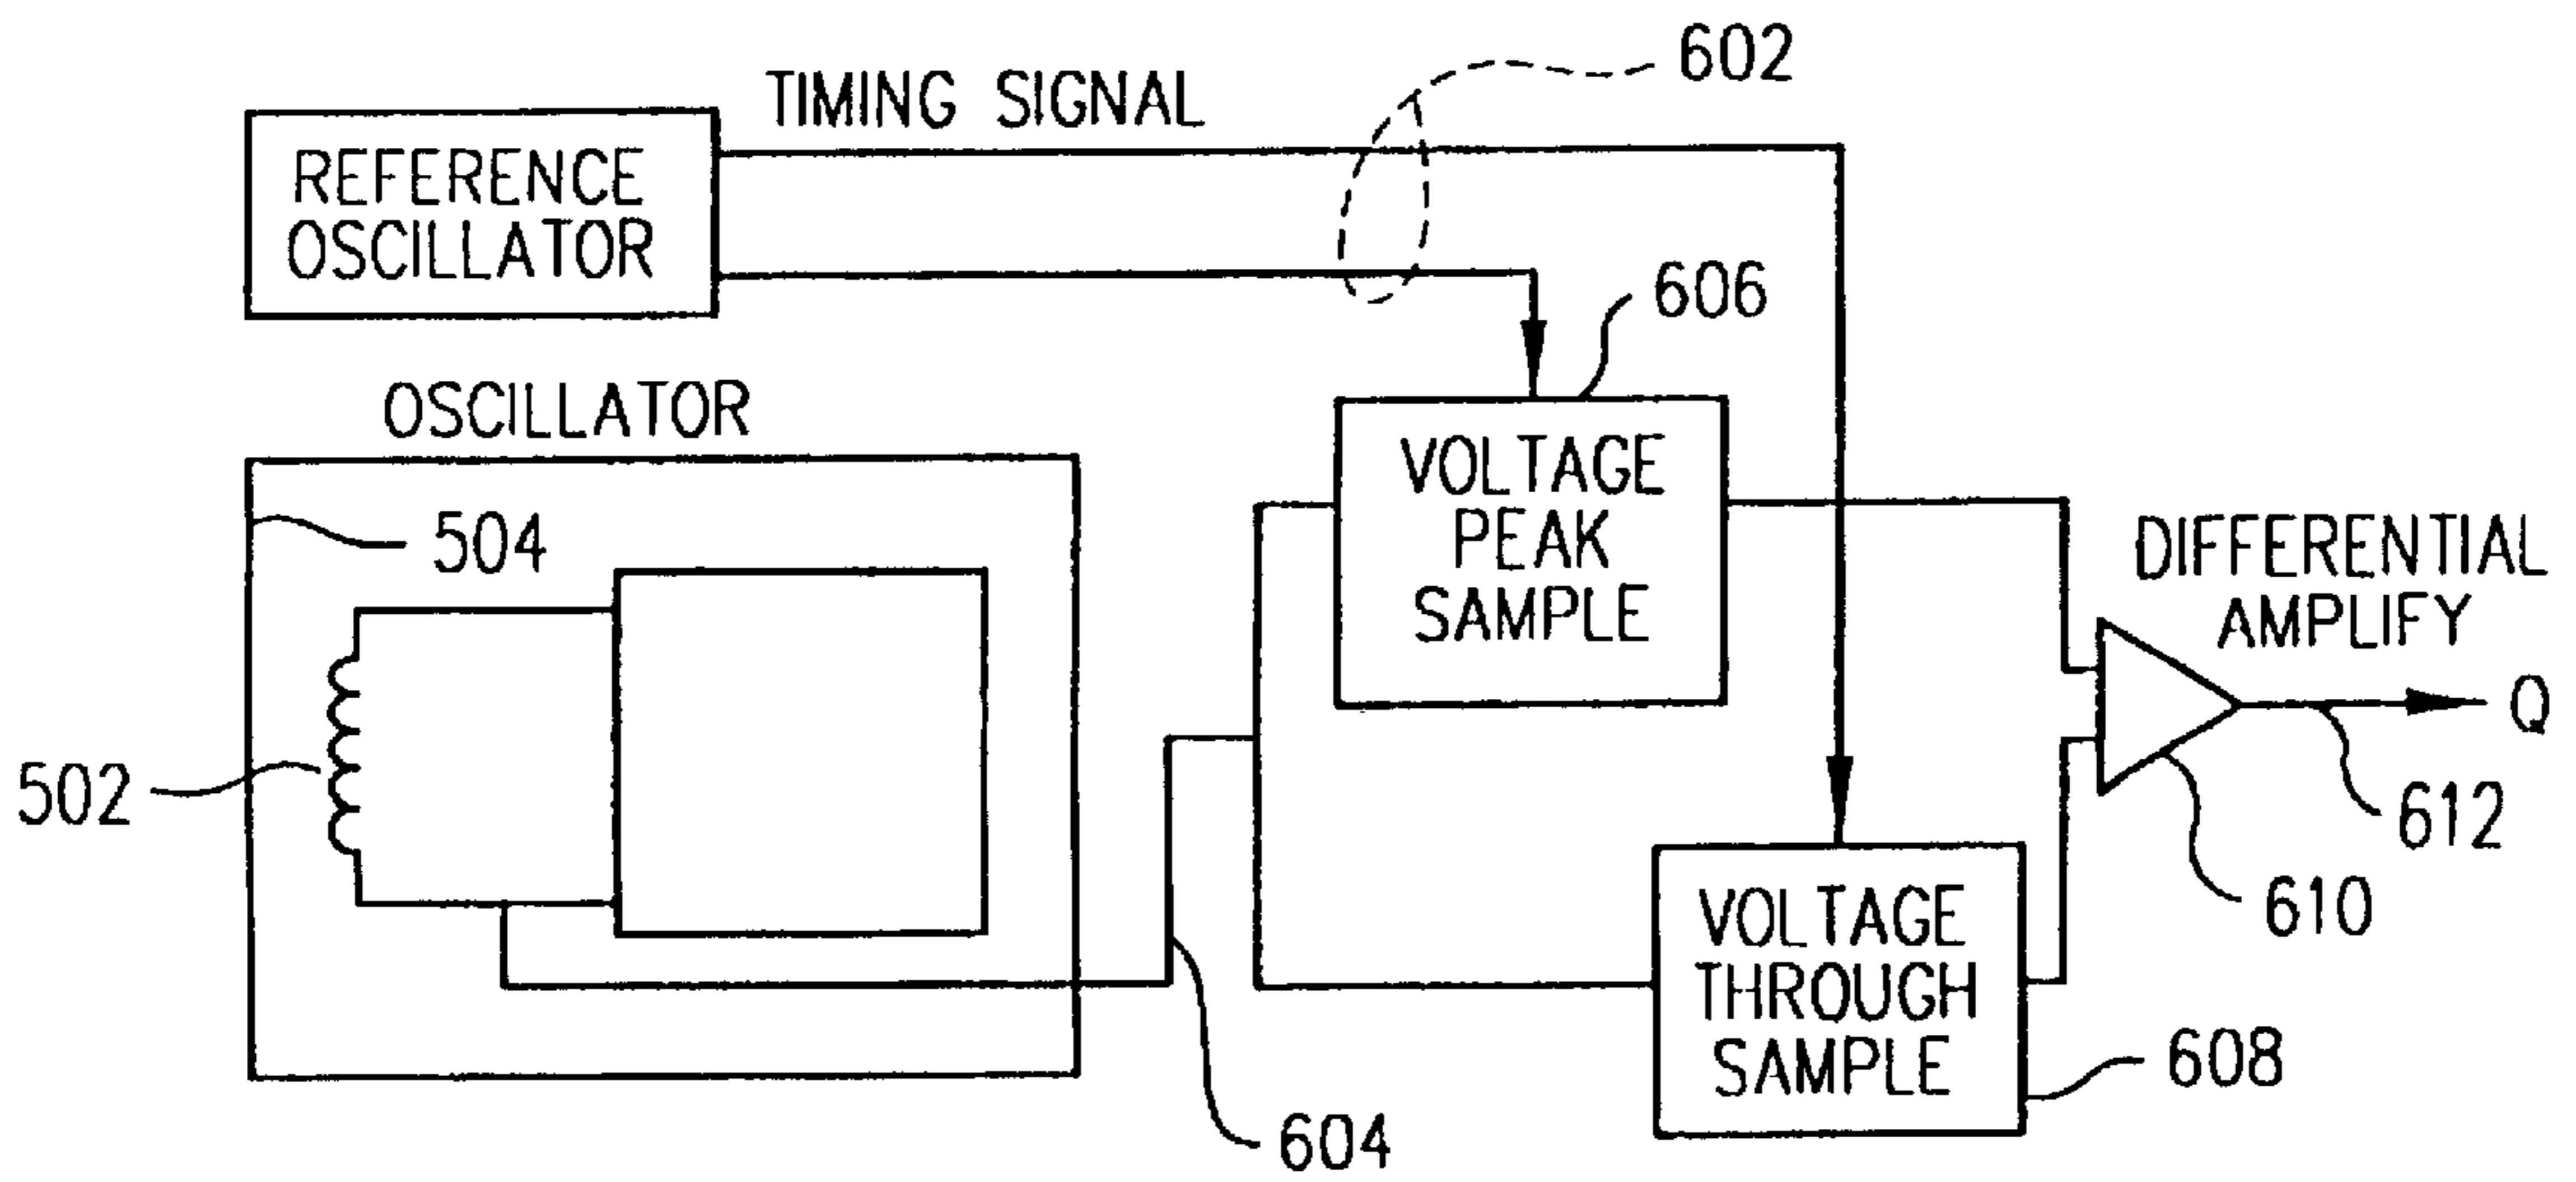 602
TIMING SIGNAL
REFERENCE
OSCILLATOR
606
OSCILLATOR
VOLTAGE
PEAK
SAMPLE
504
DIFFERENTIAL
AMPLIFY
Q
502
612
610
VOLTAGE
THROUGH
SAMPLE
608
604